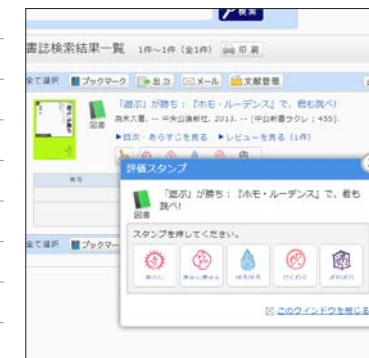 検索
書誌検索結果一覧 1件～1件（全1件） 印刷
全て選択 ブックマーク 出力 メール 文献管理
「遊ぶ」が勝ち：『ホモ・ルーデンス』で、君も跳べ!
図書 為末大著. -- 中央公論新社, 2013. -- (中公新書ラクレ ; 455).
▶目次・あらすじを見る ▶レビューを見る（1件）
評価スタンプ
「遊ぶ」が勝ち：『ホモ・ルーデンス』で、君も
跳べ!
図書
スタンプを押してください。
わくわく
このウインドウを閉じる
全て選択 ブックマー